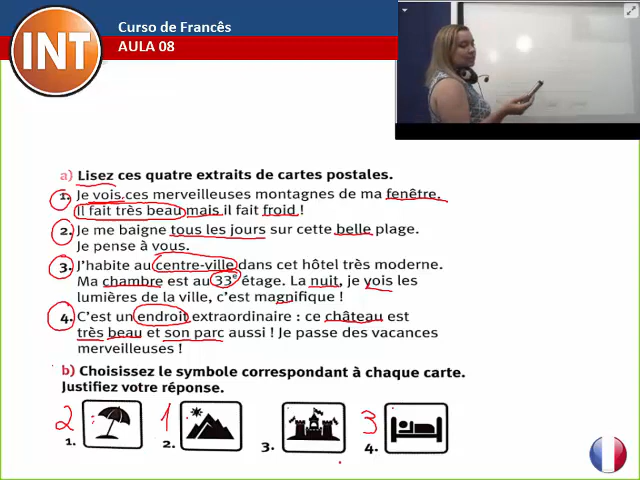 INT
Curso de Francês
AULA 08
a) Lisez ces quatre extraits de cartes postales.
1. Je vois ces merveilleuses montagnes de ma fenêtre.
Il fait très beau mais il fait froid !
2. Je me baigne tous les jours sur cette belle plage.
Je pense à vous.
3. J'habite au centre-ville dans cet hôtel très moderne.
Ma chambre est au 33e étage. La nuit, je vois les
lumières de la ville, c'est magnifique !
4. C'est un endroit extraordinaire : ce château est
très beau et son parc aussi ! Je passe des vacances
merveilleuses !
b) Choisissez le symbole correspondant à chaque carte.
Justifiez votre réponse.
2 1 3
1. 2. 3. 4.